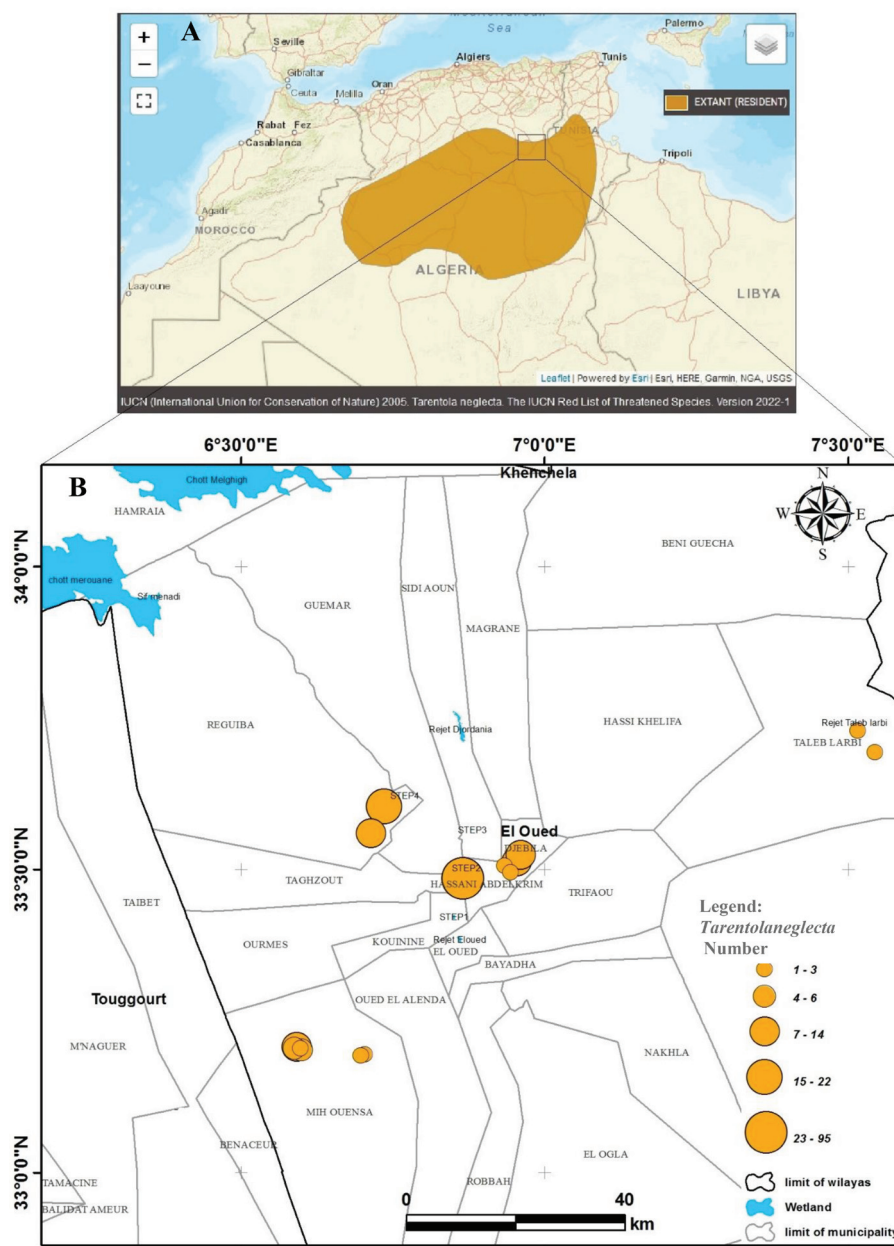 A
+
−
Mediterranean
Sea
Palermo
Seville
Algiers
Tunis
Gibraltar
Ceuta
Melilla
Oran
EXTANT (RESIDENT)
TUNISIA
Rabat
Fez
Casablanca
Tripoli
Agadir
MOROCCO
ALGERIA
LIBYA
Laayoune
Leaflet | Powered by Esri | Esri, HERE, Garmin, NGA, USGS
IUCN (International Union for Conservation of Nature) 2005. Tarentola neglecta. The IUCN Red List of Threatened Species. Version 2022-1
6°30'0"E
7°0'0"E
7°30'0"E
B
Chott Melghigh
Khenchela
N
W
E
S
HAMRAIA
BENI GUECHA
34°0'0"N
chott merouane
Sif menadi
SIDI AOUN
GUEMAR
MAGRANE
REGUIBA
Rejet Djordania
HASSI KHELIFA
Rejet Taleb larbi
TALEB LARBI
STEP4
STEP3
El Oued
DJEBILA
33°30'0"N
STEP2
TAGHZOUT
HASSANI ABDELKRIM
TRIFAOU
TAIBET
STEP1
OURMES
KOUININE
Rejet Eloued
EL OUED
BAYADHA
Touggourt
OUED EL ALENDA
M'NAGUER
NAKHLA
MIH OUENSA
BENACEUR
EL OGLA
33°0'0"N
TAMACINE
ROBBAH
BALIDAT AMEUR
0
40
km
Legend:
Tarentolaneglecta
Number
1 - 3
4 - 6
7 - 14
15 - 22
23 - 95
limit of wilayas
Wetland
limit of municipality